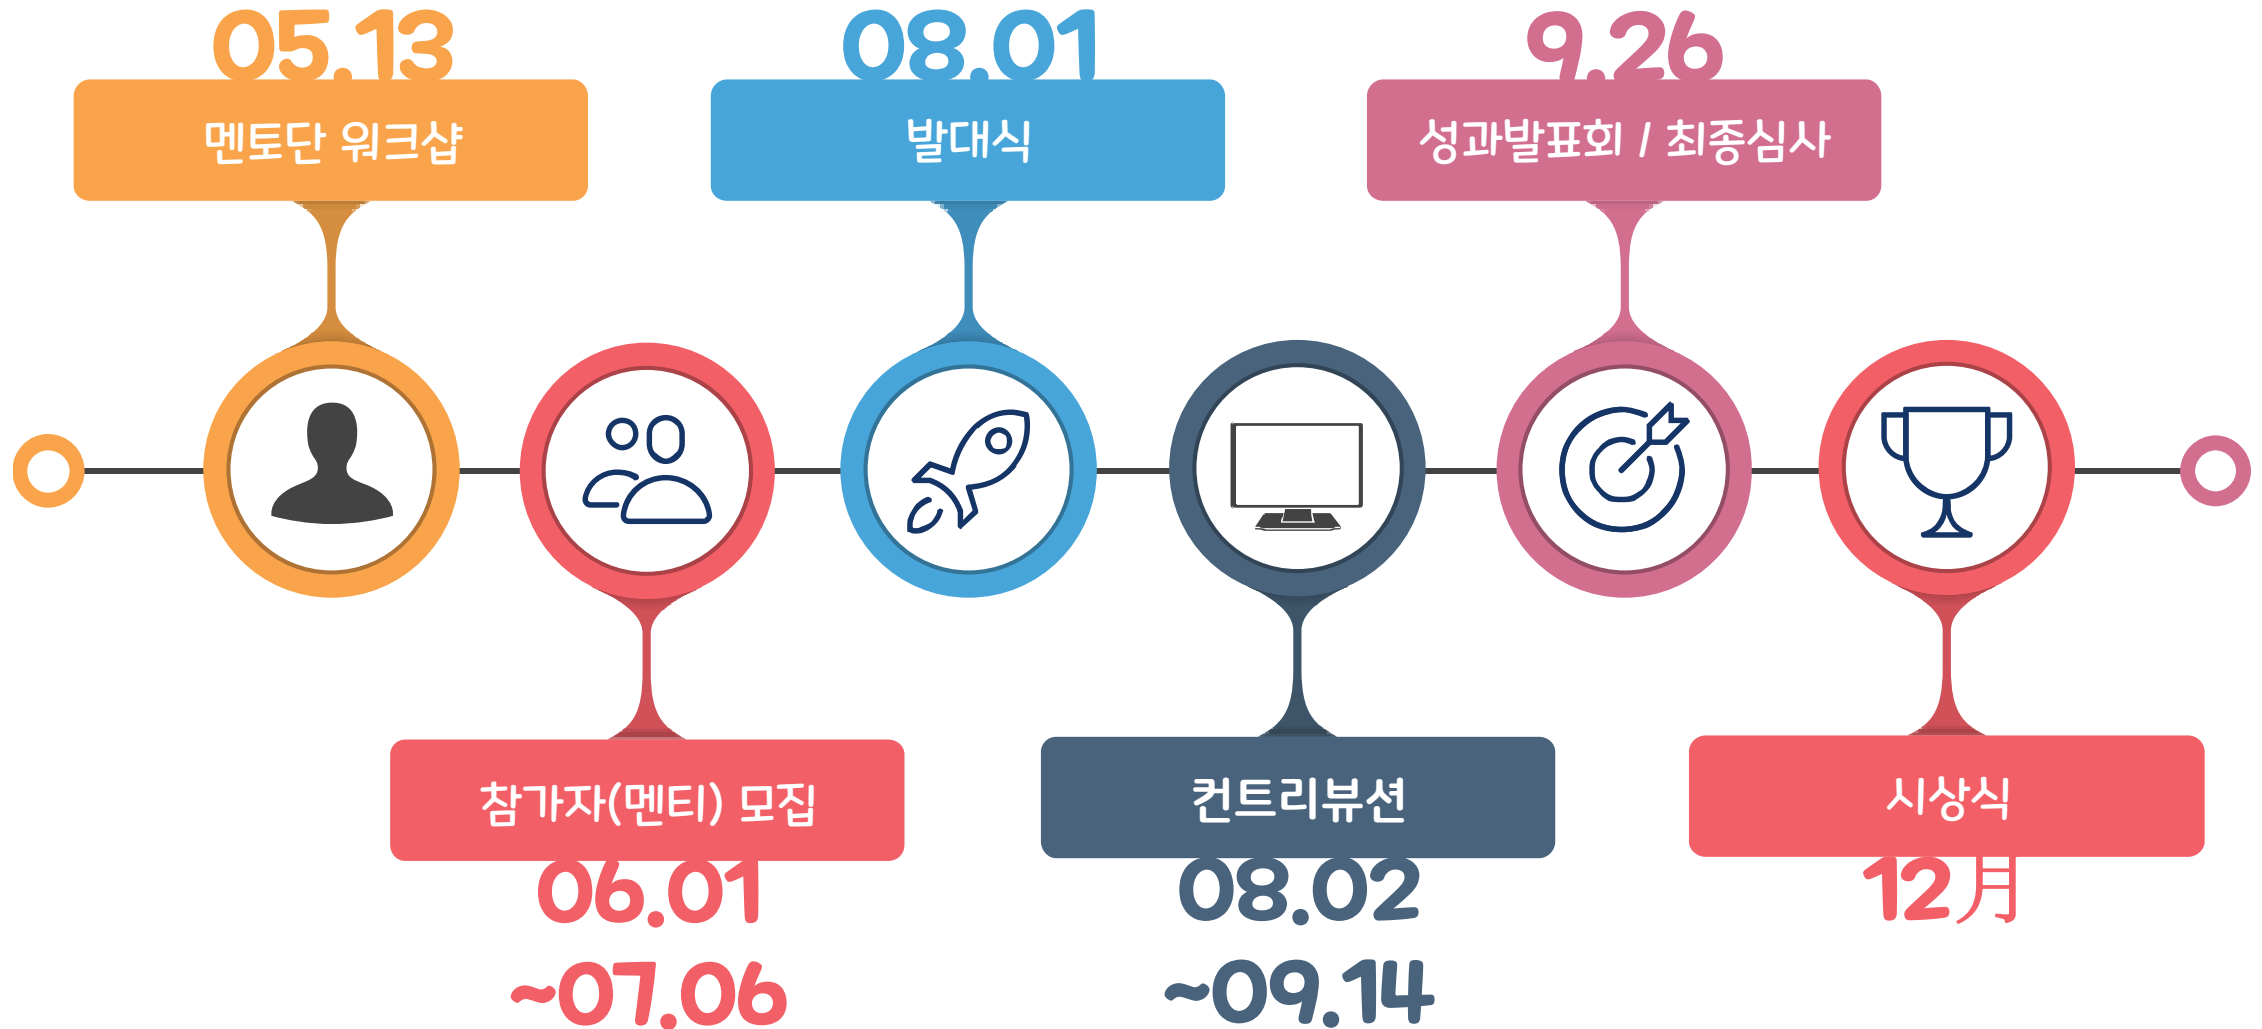 05.13
멘토단 워크샵
08.01
발대식
9.26
성과발표회 / 최종심사
참가자(멘티) 모집
06.01
~07.06
컨트리뷰션
08.02
~09.14
시상식
12月